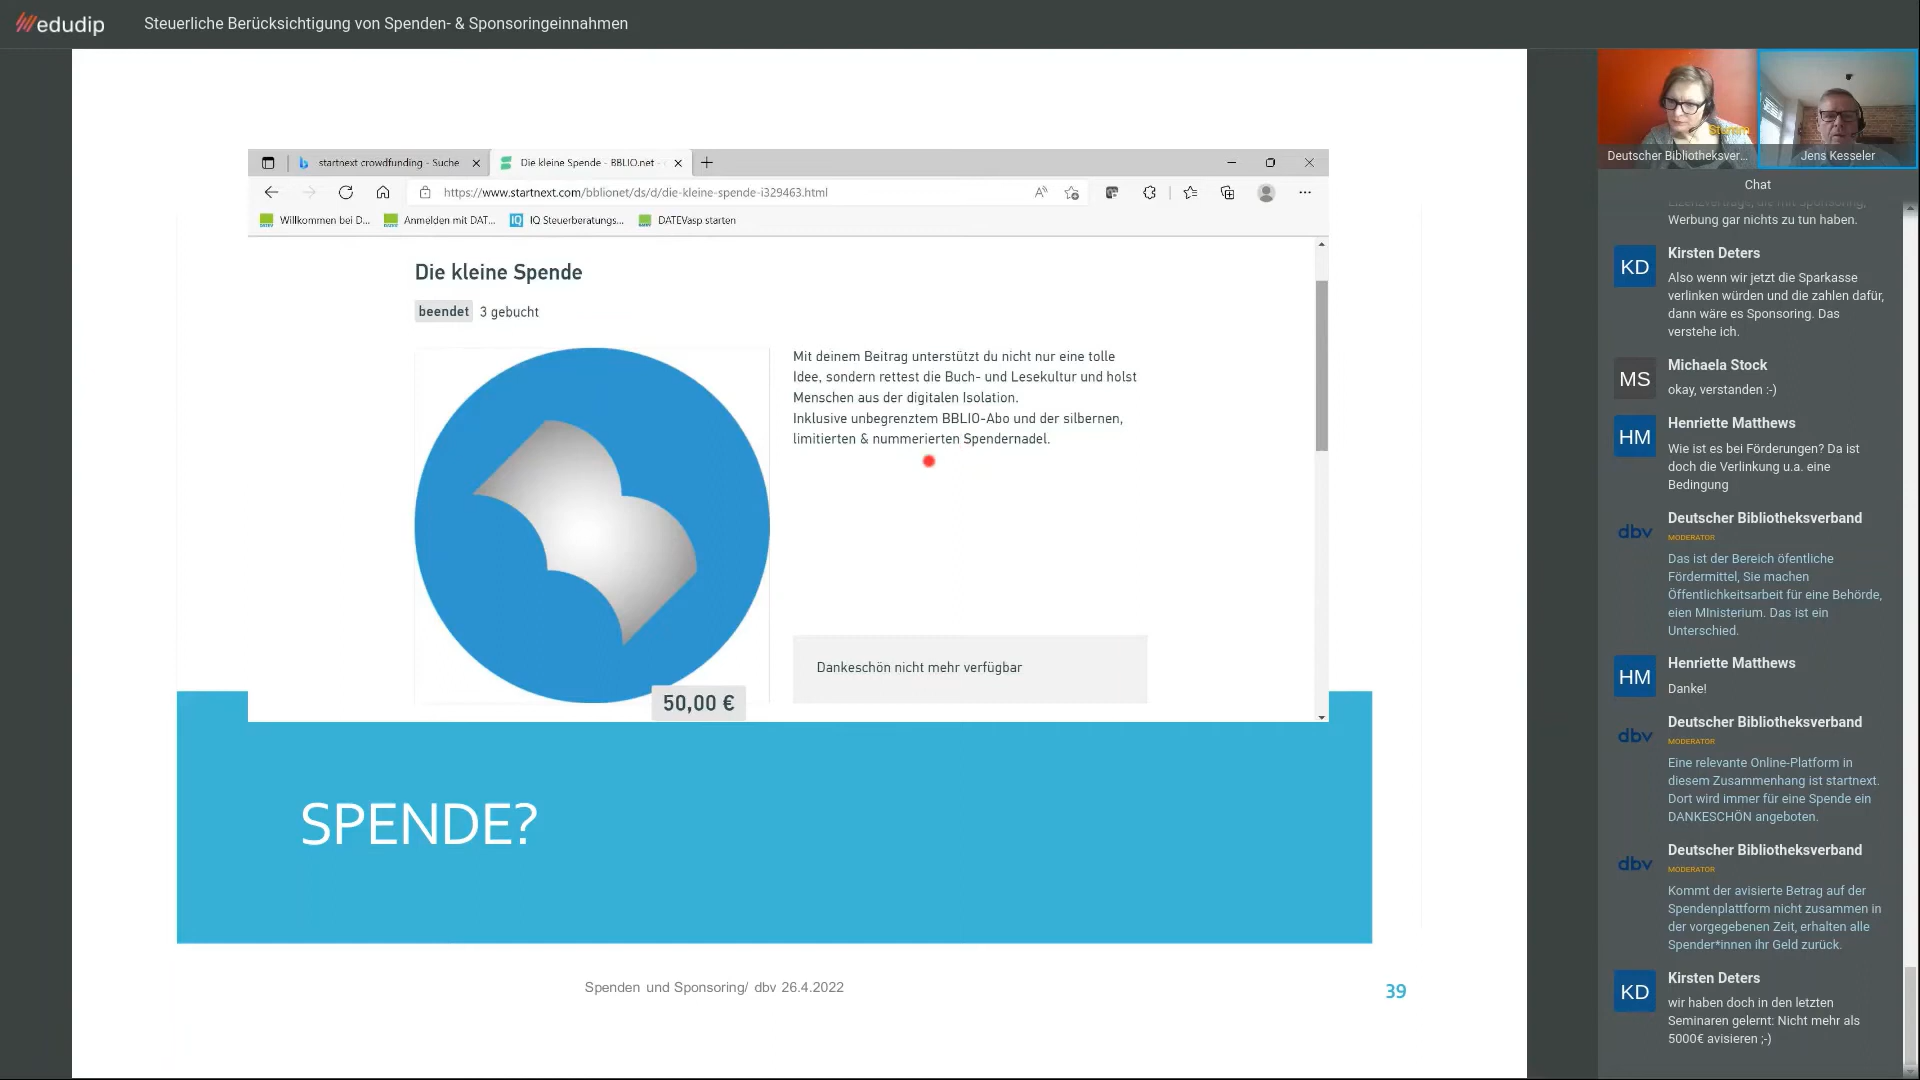 edudip
Steuerliche Berücksichtigung von Spenden- & Sponsoringeinnahmen
startnext crowdfunding - Suche
Die kleine Spende - BBLIO.net -
https://www.startnext.com/bblionet/ds/d/die-kleine-spende-i329463.html
Willkommen bei D...
Anmelden mit DAT...
IQ
IQ Steuerberatungs...
DATEVasp starten
Die kleine Spende
beendet 3 gebucht
Mit deinem Beitrag unterstützt du nicht nur eine tolle
Idee, sondern rettest die Buch- und Lesekultur und holst
Menschen aus der digitalen Isolation.
Inklusive unbegrenztem BBLIO-Abo und der silbernen,
limitierten & nummerierten Spendernadel.
Dankeschön nicht mehr verfügbar
50,00 €
SPENDE?
Spenden und Sponsoring/ dbv 26.4.2022
39
Deutscher Bibliotheksver...
Jens Kesseler
Chat
Werbung gar nichts zu tun haben.
KD
Kirsten Deters
Also wenn wir jetzt die Sparkasse
verlinken würden und die zahlen dafür,
dann wäre es Sponsoring. Das
verstehe ich.
MS
Michaela Stock
okay, verstanden :-)
HM
Henriette Matthews
Wie ist es bei Förderungen? Da ist
doch die Verlinkung u.a. eine
Bedingung
dbv
Deutscher Bibliotheksverband
MODERATOR
Das ist der Bereich öfentliche
Fördermittel, Sie machen
Öffentlichkeitsarbeit für eine Behörde,
eien MInisterium. Das ist ein
Unterschied.
HM
Henriette Matthews
Danke!
dbv
Deutscher Bibliotheksverband
MODERATOR
Eine relevante Online-Platform in
diesem Zusammenhang ist startnext.
Dort wird immer für eine Spende ein
DANKESCHÖN angeboten.
dbv
Deutscher Bibliotheksverband
MODERATOR
Kommt der avisierte Betrag auf der
Spendenplattform nicht zusammen in
der vorgegebenen Zeit, erhalten alle
Spender*innen ihr Geld zurück.
KD
Kirsten Deters
wir haben doch in den letzten
Seminaren gelernt: Nicht mehr als
5000€ avisieren ;-)